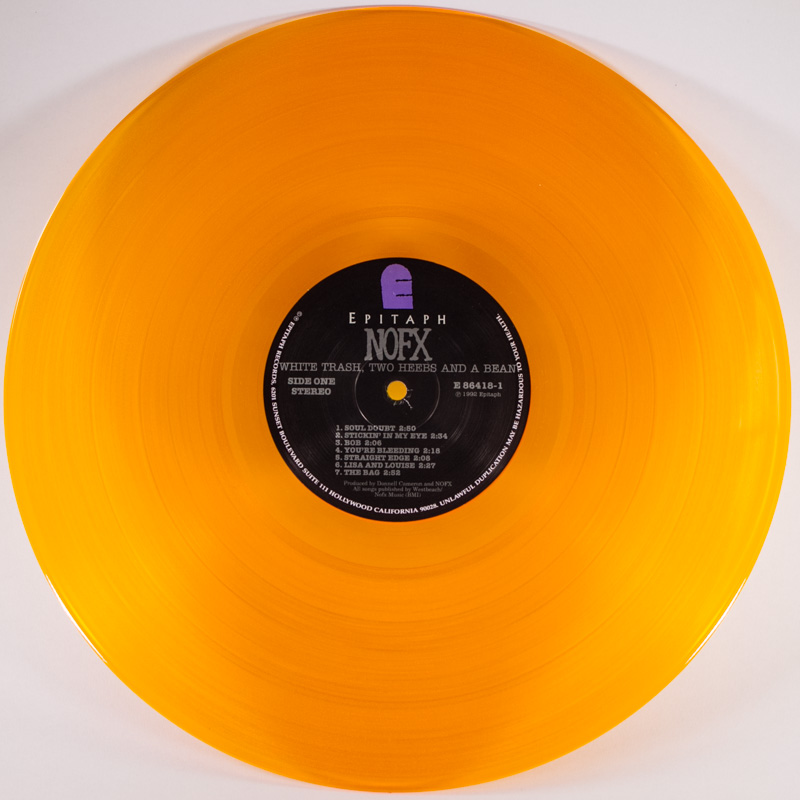 EPITAPH
NOFX
WHITE TRASH, TWO HEEBS AND A BEAN
SIDE ONE
STEREO
E 86418-1
℗ 1992 Epitaph
1. SOUL DOUBT 2:50
2. STICKIN' IN MY EYE 2:34
3. BOB 2:06
4. YOU'RE BLEEDING 2:18
5. STRAIGHT EDGE 2:08
6. LISA AND LOUISE 2:27
7. THE BAG 2:52
Produced by Donnell Cameron and NOFX
All songs published by Westbeach/
Nofx Music (BMI)
©℗ EPITAPH RECORDS, 6201 SUNSET BOULEVARD SUITE 111 HOLLYWOOD CALIFORNIA 90028. UNLAWFUL DUPLICATION MAY BE HAZARDOUS TO YOUR HEALTH.